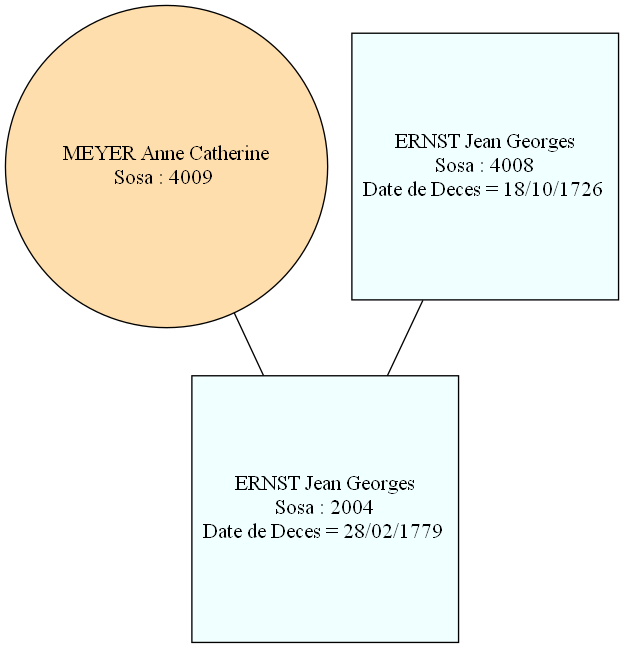 MEYER Anne Catherine
Sosa : 4009
ERNST Jean Georges
Sosa : 4008
Date de Deces = 18/10/1726
ERNST Jean Georges
Sosa : 2004
Date de Deces = 28/02/1779